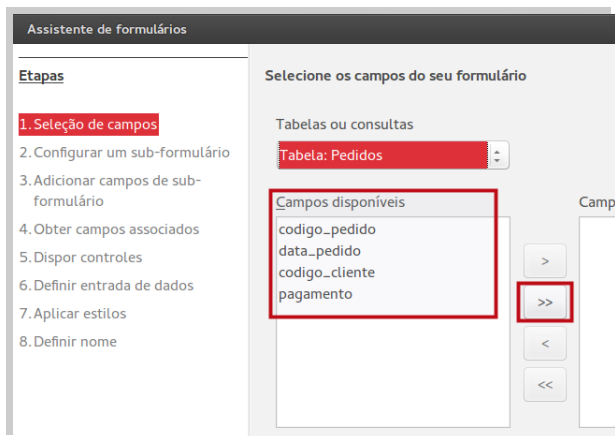 Assistente de formulários
Etapas
1. Seleção de campos
2. Configurar um sub-formulário
3. Adicionar campos de sub-
formulário
4. Obter campos associados
5. Dispor controles
6. Definir entrada de dados
7. Aplicar estilos
8. Definir nome
Selecione os campos do seu formulário
Tabelas ou consultas
Tabela: Pedidos
Campos disponíveis
codigo_pedido
data_pedido
codigo_cliente
pagamento
>
>>
<
<<
Camp